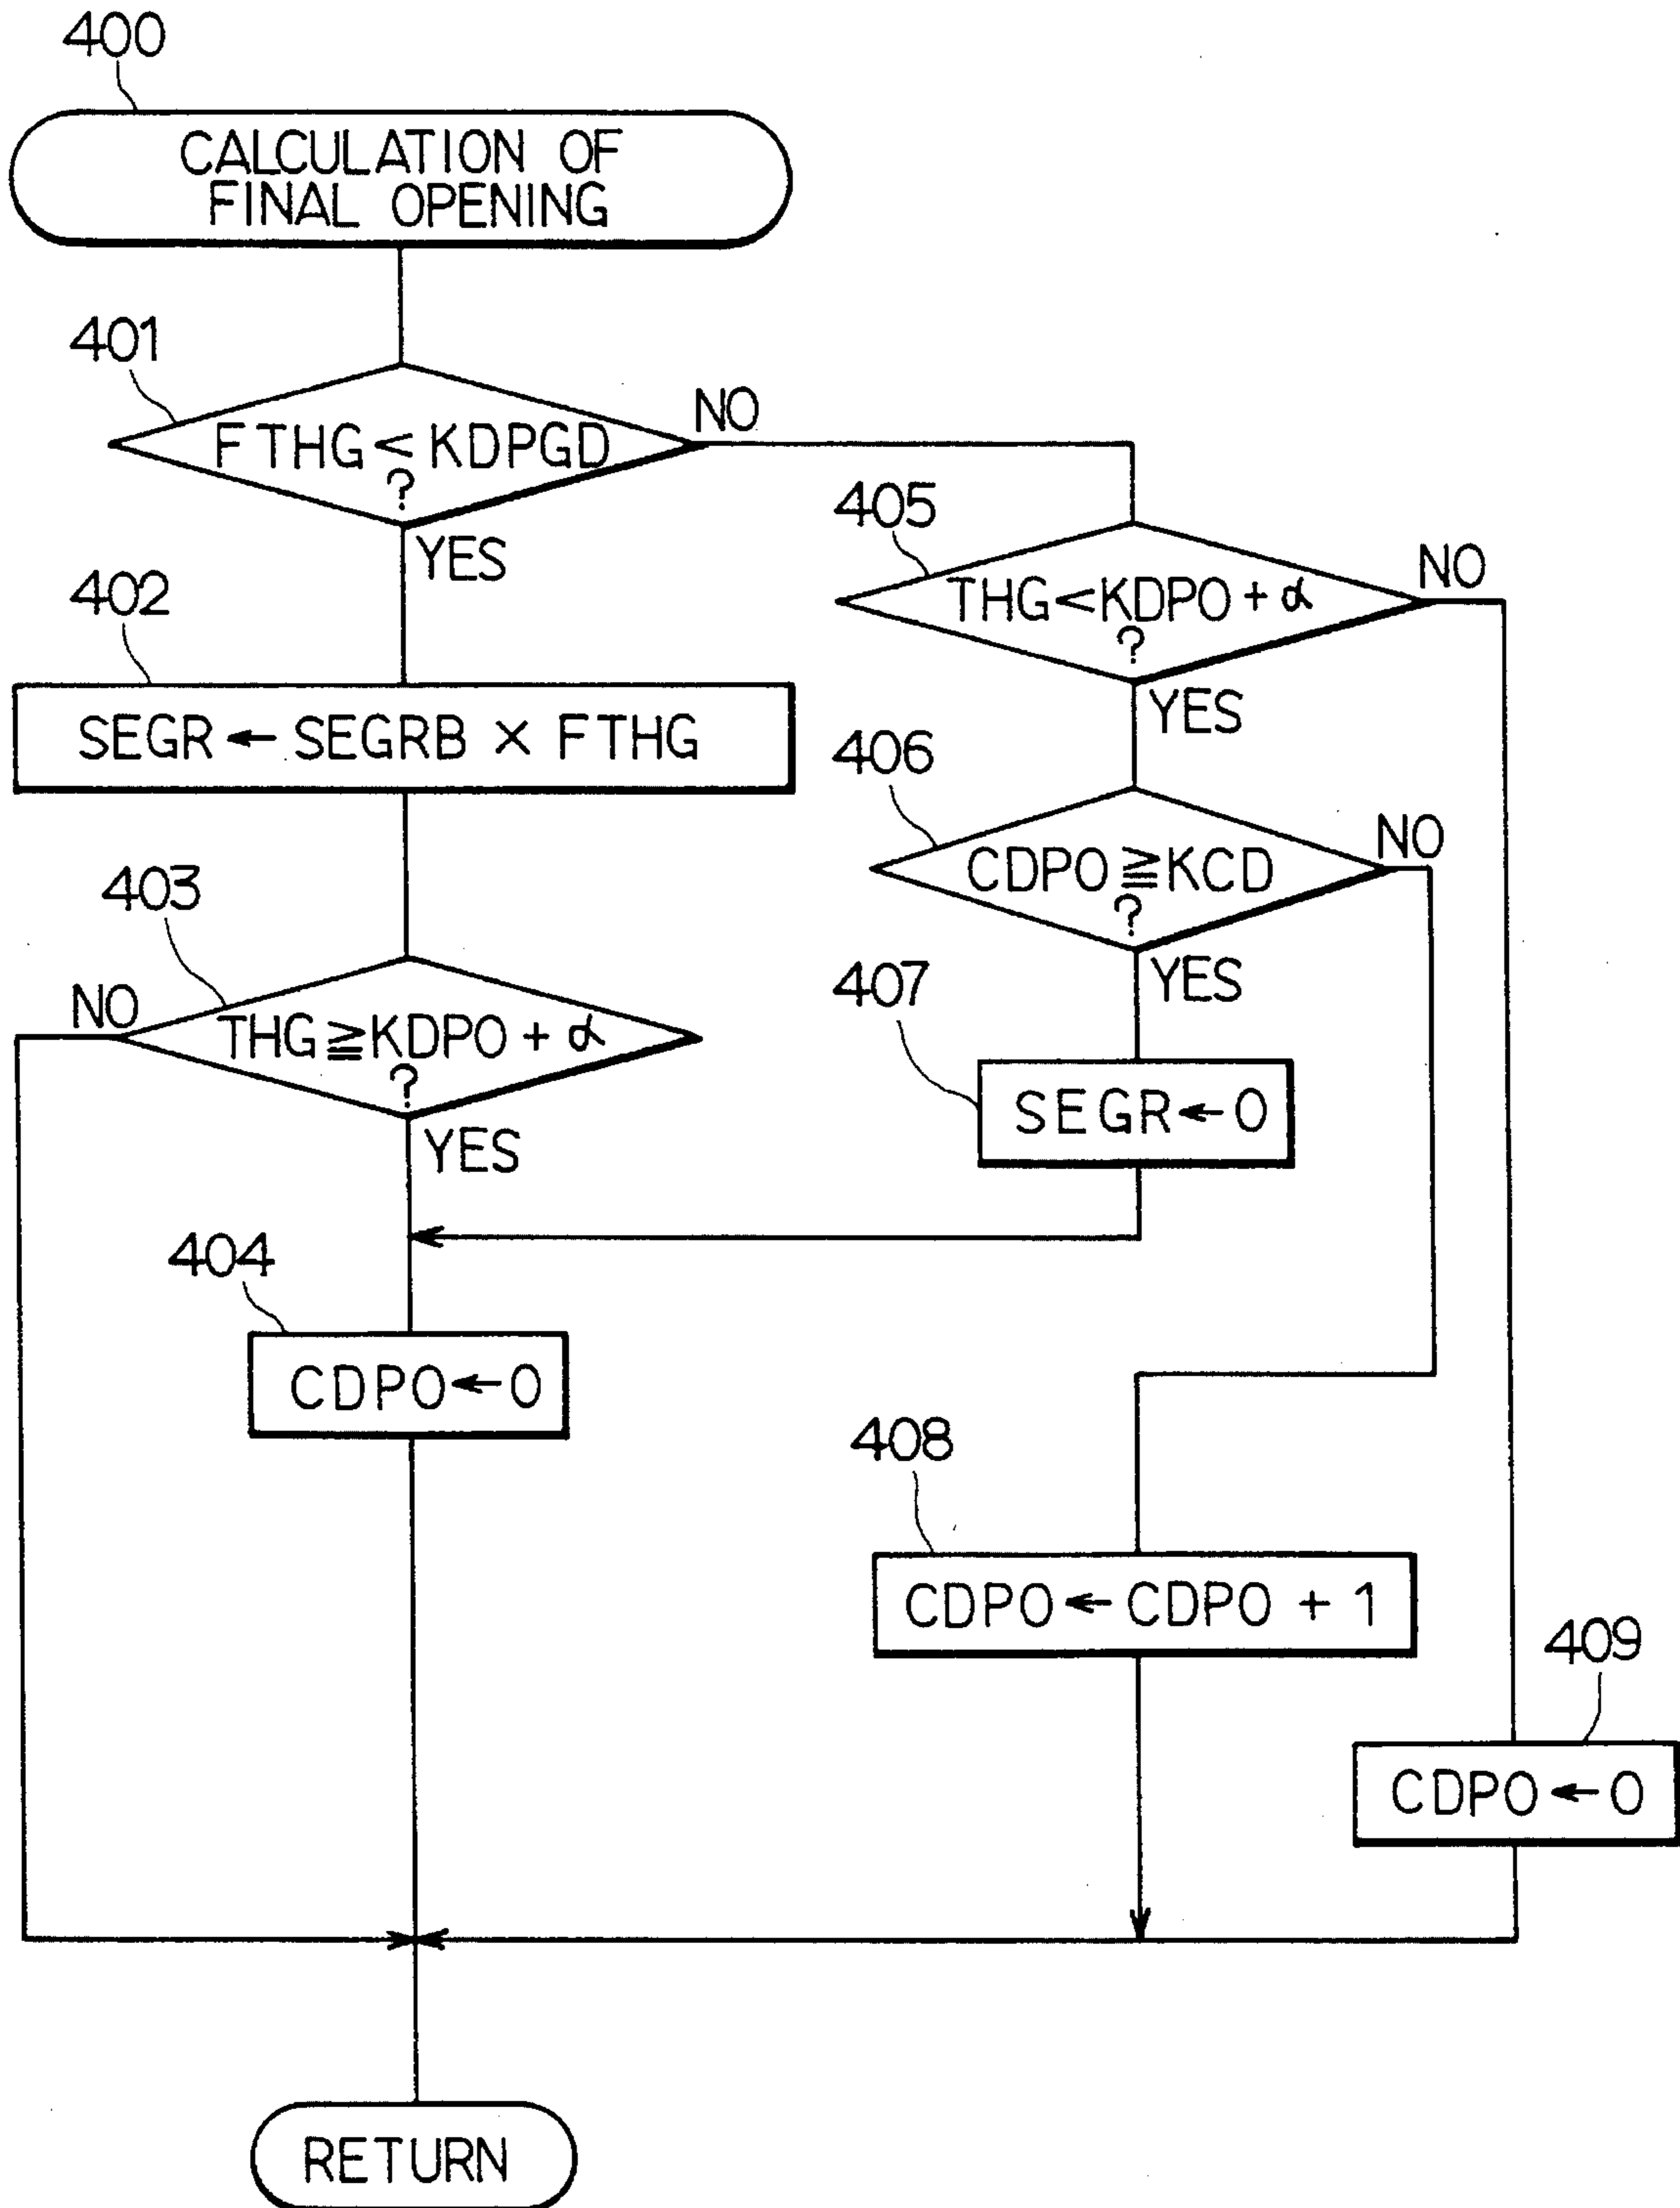 400
CALCULATION OF
FINAL OPENING
401
FTHG < KDPGD
?
NO
YES
402
SEGR ← SEGRB × FTHG
403
NO
THG ≧ KDPO + α
?
YES
404
CDPO ← 0
405
THG < KDPO + α
?
NO
YES
406
CDPO ≧ KCD
?
NO
YES
407
SEGR ← 0
408
CDPO ← CDPO + 1
409
CDPO ← 0
RETURN